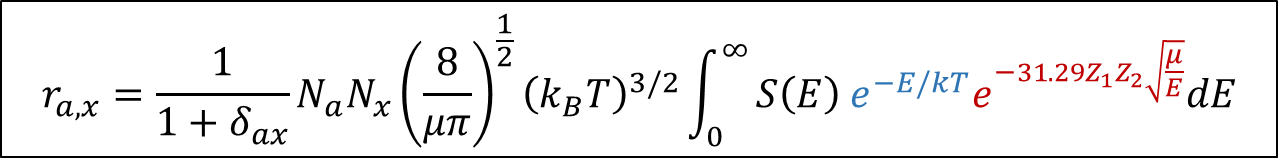 r_{a,x} = \frac{1}{1 + \delta_{ax}} N_a N_x \left( \frac{8}{\mu\pi} \right)^{\frac{1}{2}} (k_B T)^{3/2} \int_0^\infty S(E) e^{-E/kT} e^{-31.29 Z_1 Z_2 \sqrt{\frac{\mu}{E}}} dE